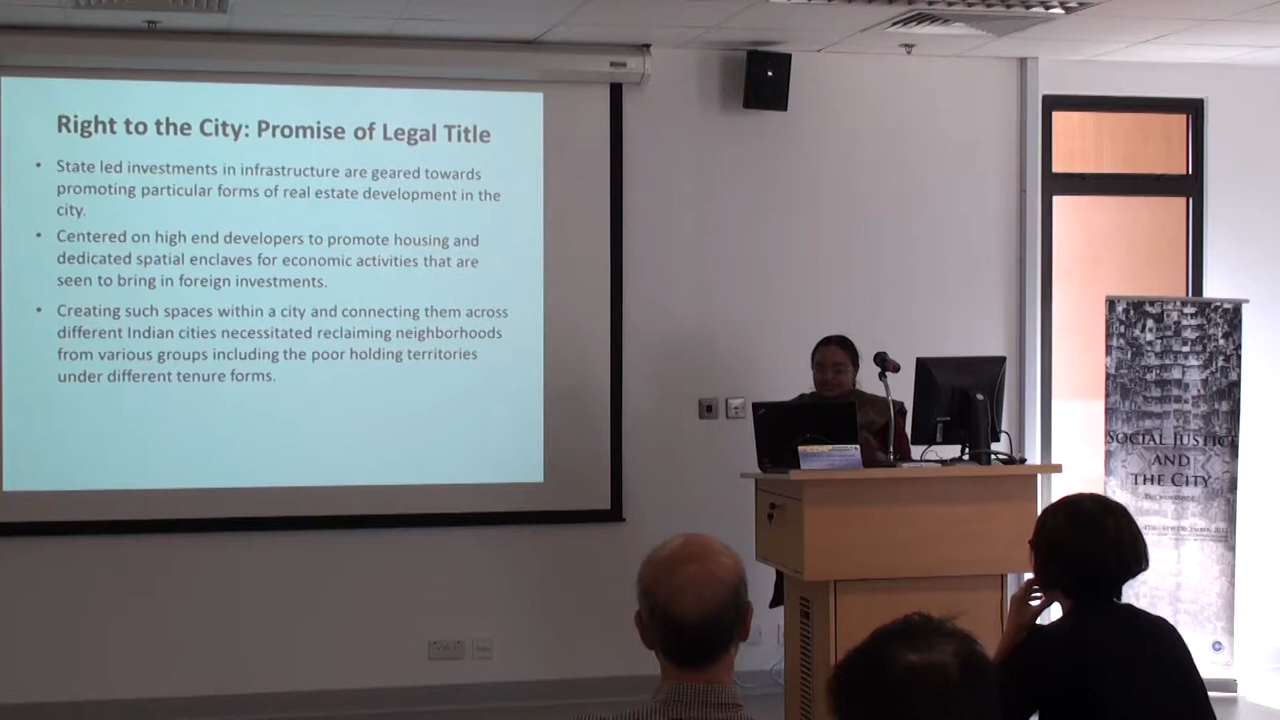 Right to the City: Promise of Legal Title
• State led investments in infrastructure are geared towards
promoting particular forms of real estate development in the
city.
• Centered on high end developers to promote housing and
dedicated spatial enclaves for economic activities that are
seen to bring in foreign investments.
• Creating such spaces within a city and connecting them across
different Indian cities necessitated reclaiming neighborhoods
from various groups including the poor holding territories
under different tenure forms.
SOCIAL JUSTICE
AND
THE CITY